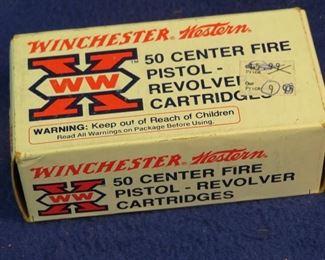 WINCHESTER Western
X
WW
TM
50 CENTER FIRE
PISTOL -
REVOLVER
CARTRIDGES
WARNING: Keep out of Reach of Children
Read All Warnings on Package Before Using.
WINCHESTER Western
X
WW
50 CENTER FIRE
PISTOL - REVOLVER
CARTRIDGES